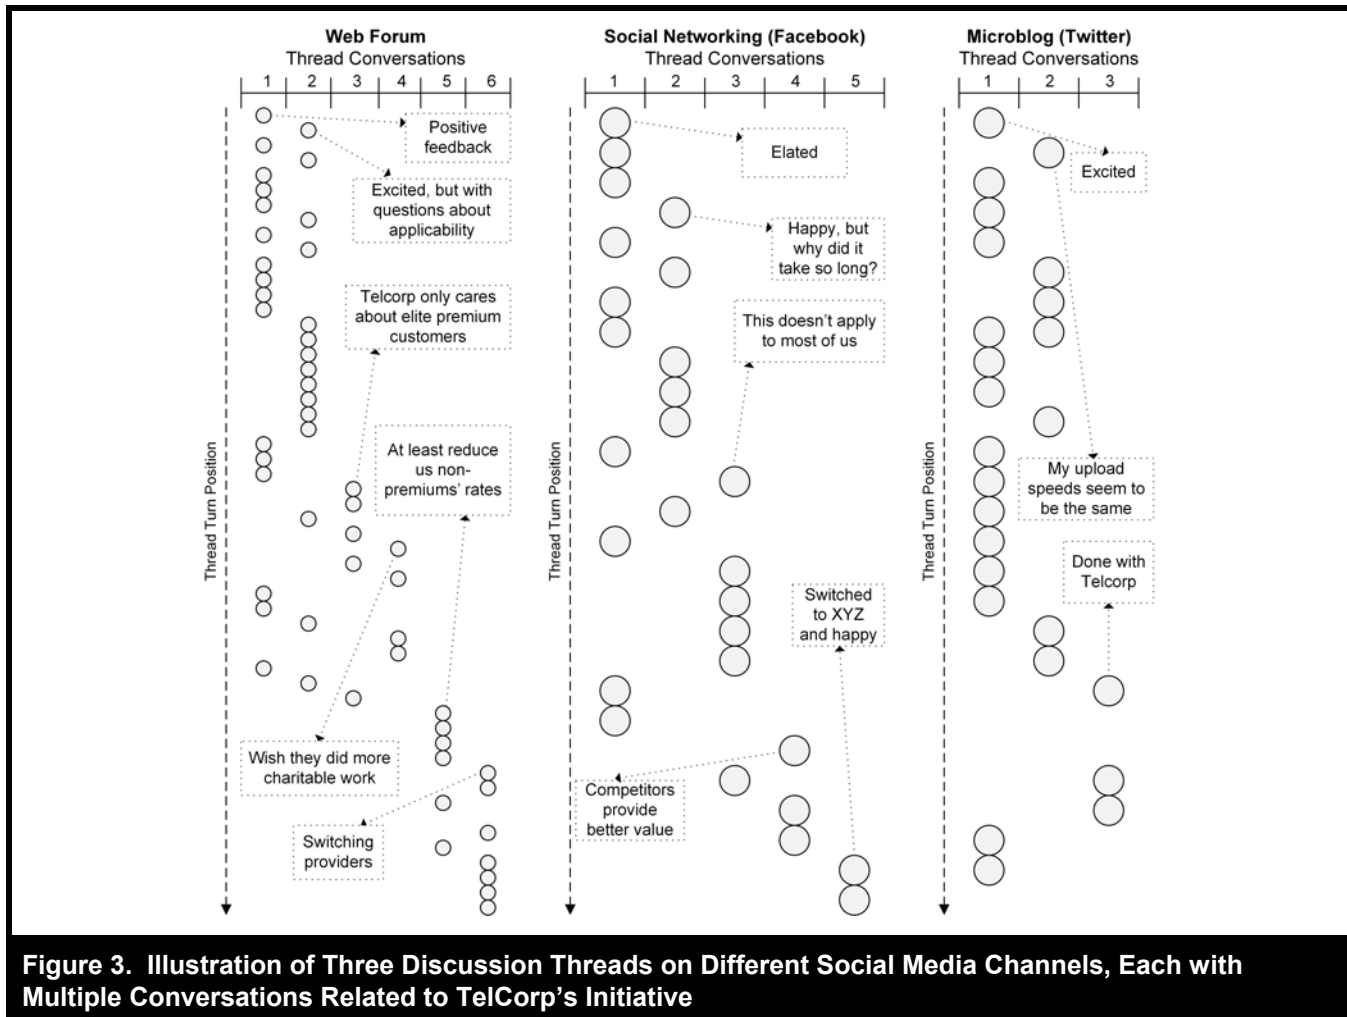 Web Forum
Thread Conversations
1 2 3 4 5 6
Thread Turn Position
Positive
feedback
Excited, but with
questions about
applicability
Telcorp only cares
about elite premium
customers
At least reduce
us non-
premiums' rates
Wish they did more
charitable work
Switching
providers
Social Networking (Facebook)
Thread Conversations
1 2 3 4 5
Thread Turn Position
Elated
Happy, but
why did it
take so long?
This doesn't apply
to most of us
Switched
to XYZ
and happy
Competitors
provide
better value
Microblog (Twitter)
Thread Conversations
1 2 3
Thread Turn Position
Excited
My upload
speeds seem to
be the same
Done with
Telcorp
Figure 3. Illustration of Three Discussion Threads on Different Social Media Channels, Each with
Multiple Conversations Related to TelCorp's Initiative